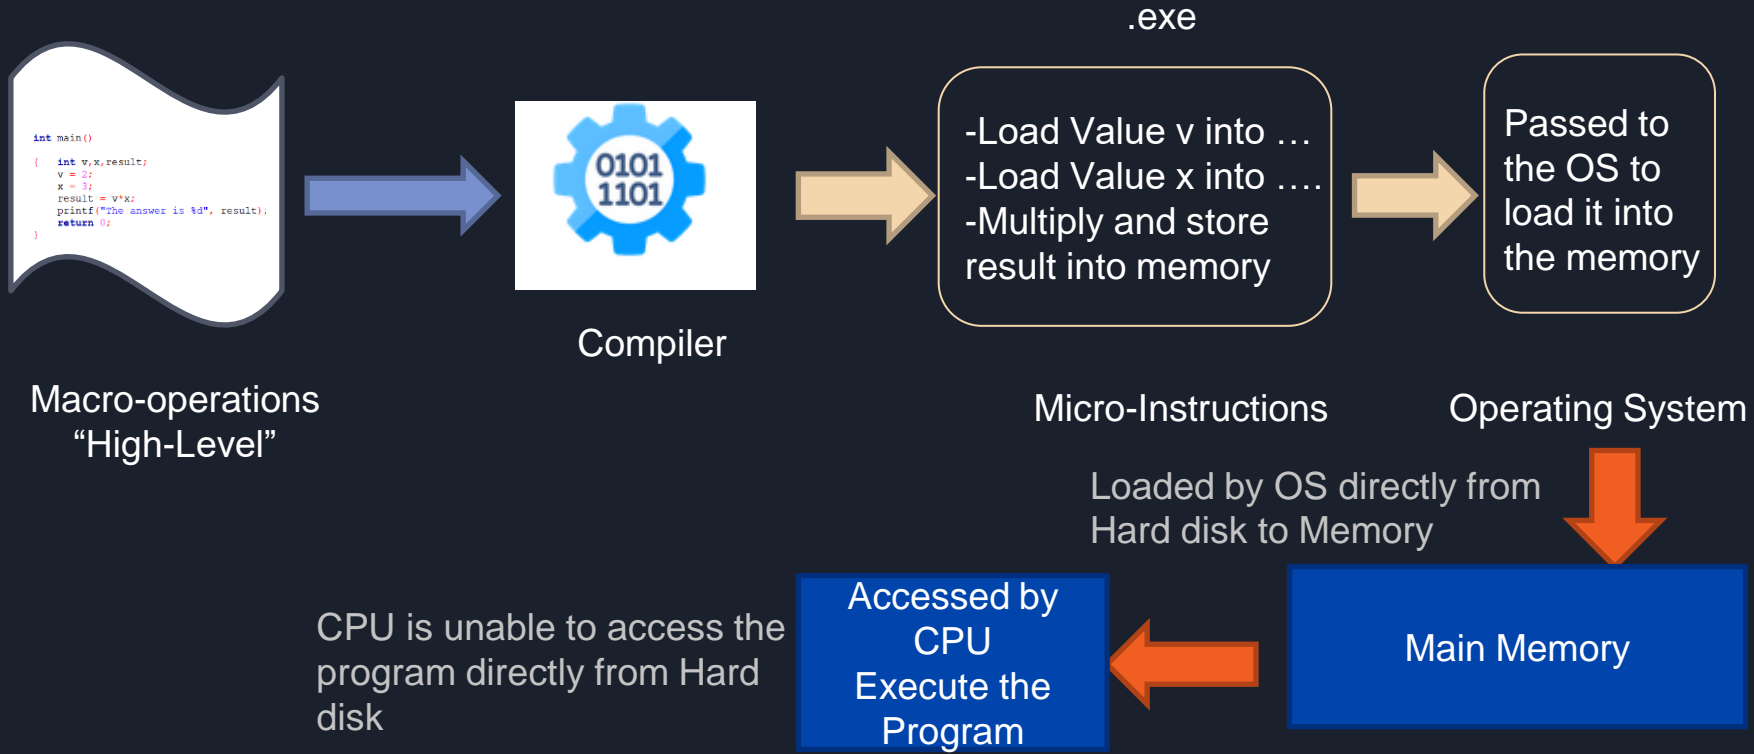 .exe
int main()
{ int v,x,result;
v = 2;
x = 3;
result = v*x;
printf("The answer is %d", result);
return 0;
}
0101
1101
-Load Value v into …
-Load Value x into ….
-Multiply and store
result into memory
Passed to
the OS to
load it into
the memory
Compiler
Macro-operations
“High-Level”
Micro-Instructions
Operating System
Loaded by OS directly from
Hard disk to Memory
Main Memory
Accessed by
CPU
Execute the
Program
CPU is unable to access the
program directly from Hard
disk